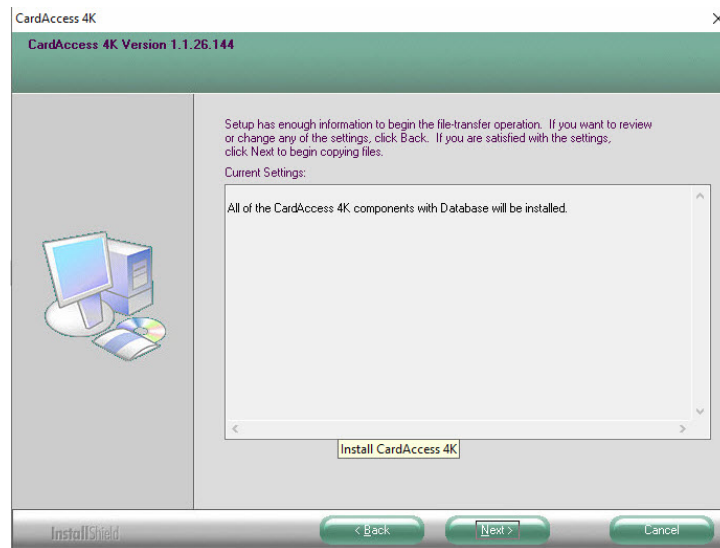 CardAccess 4K
CardAccess 4K Version 1.1.26.144
Setup has enough information to begin the file-transfer operation. If you want to review
or change any of the settings, click Back. If you are satisfied with the settings,
click Next to begin copying files.
Current Settings:
All of the CardAccess 4K components with Database will be installed.
Install CardAccess 4K
InstallShield
< Back
Next >
Cancel